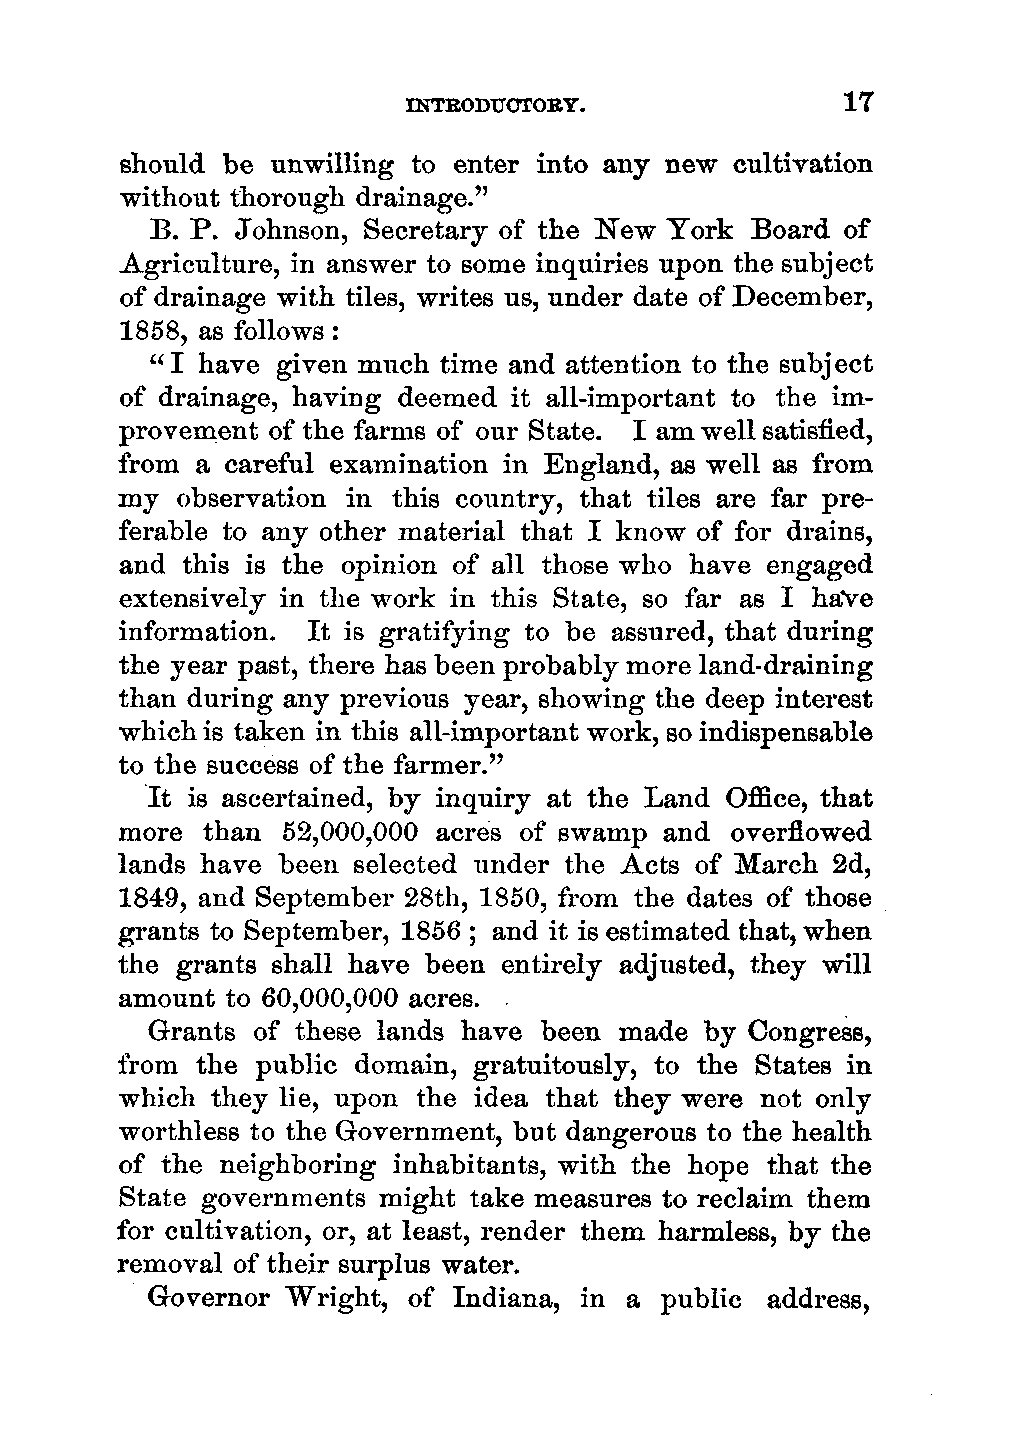 INTRODUCTORY. 17
should be unwilling to enter into any new cultivation
without thorough drainage.”
B. P. Johnson, Secretary of the New York Board of
Agriculture, in answer to some inquiries upon the subject
of drainage with tiles, writes us, under date of December,
1858, as follows :
“I have given much time and attention to the subject
of drainage, having deemed it all-important to the im-
provement of the farms of our State. I am well satisfied,
from a careful examination in England, as well as from
my observation in this country, that tiles are far pre-
ferable to any other material that I know of for drains,
and this is the opinion of all those who have engaged
extensively in the work in this State, so far as I have
information. It is gratifying to be assured, that during
the year past, there has been probably more land-draining
than during any previous year, showing the deep interest
which is taken in this all-important work, so indispensable
to the success of the farmer.”
It is ascertained, by inquiry at the Land Office, that
more than 52,000,000 acres of swamp and overflowed
lands have been selected under the Acts of March 2d,
1849, and September 28th, 1850, from the dates of those
grants to September, 1856 ; and it is estimated that, when
the grants shall have been entirely adjusted, they will
amount to 60,000,000 acres.
Grants of these lands have been made by Congress,
from the public domain, gratuitously, to the States in
which they lie, upon the idea that they were not only
worthless to the Government, but dangerous to the health
of the neighboring inhabitants, with the hope that the
State governments might take measures to reclaim them
for cultivation, or, at least, render them harmless, by the
removal of their surplus water.
Governor Wright, of Indiana, in a public address,